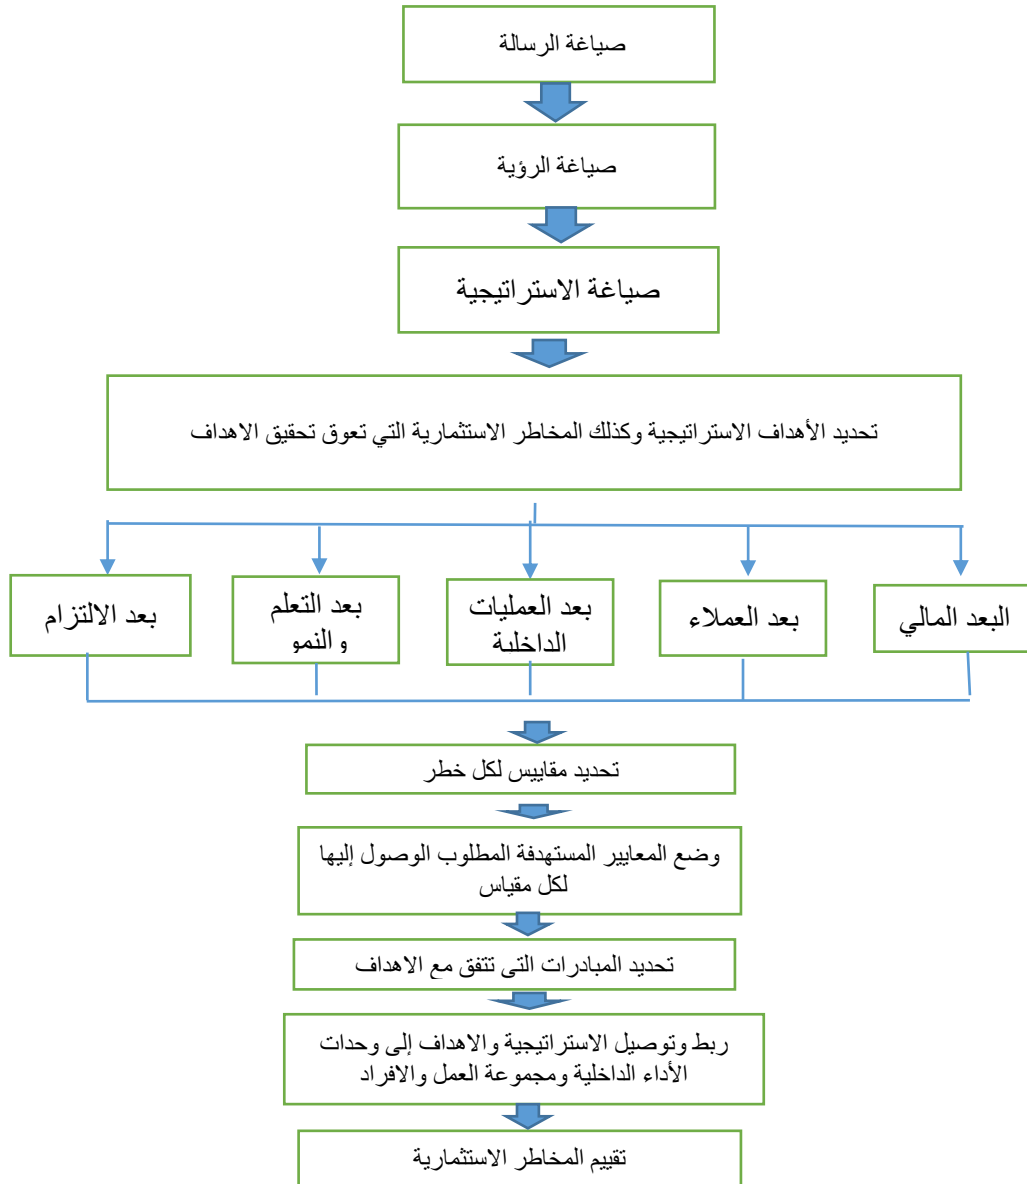 صياغة الرسالة
صياغة الرؤية
صياغة الاستراتيجية
تحديد الأهداف الاستراتيجية وكذلك المخاطر الاستثمارية التي تعوق تحقيق الاهداف
البعد المالي
بعد العملاء
بعد العمليات
الداخلية
بعد التعلم
والنمو
بعد الالتزام
تحديد مقاييس لكل خطر
وضع المعايير المستهدفة المطلوب الوصول إليها
لكل مقياس
تحديد المبادرات التي تتفق مع الاهداف
ربط وتوصيل الاستراتيجية والاهداف إلى وحدات
الأداء الداخلية ومجموعة العمل والافراد
تقييم المخاطر الاستثمارية